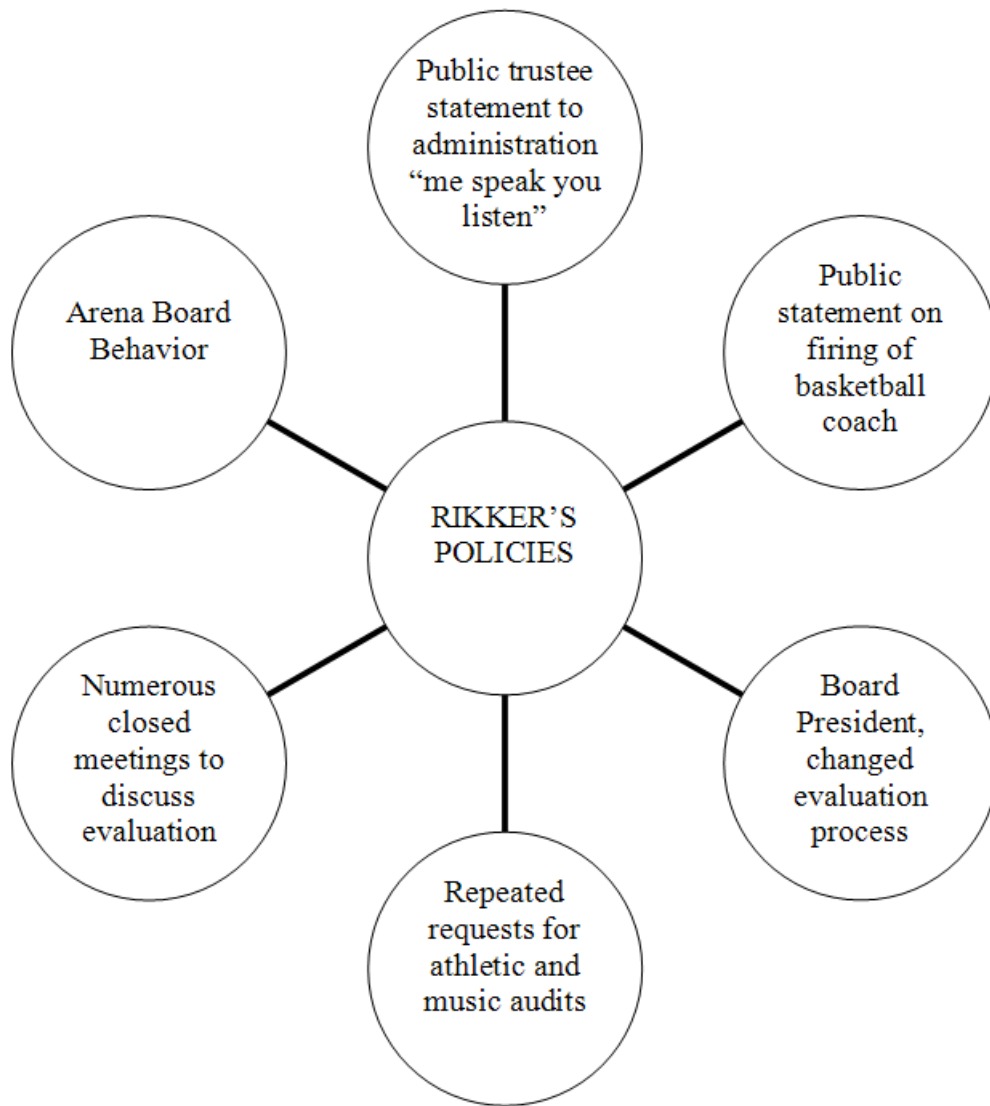 Public trustee
statement to
administration
“me speak you
listen”
Arena Board
Behavior
Public
statement on
firing of
basketball
coach
RIKKER’S
POLICIES
Numerous
closed
meetings to
discuss
evaluation
Board
President,
changed
evaluation
process
Repeated
requests for
athletic and
music audits